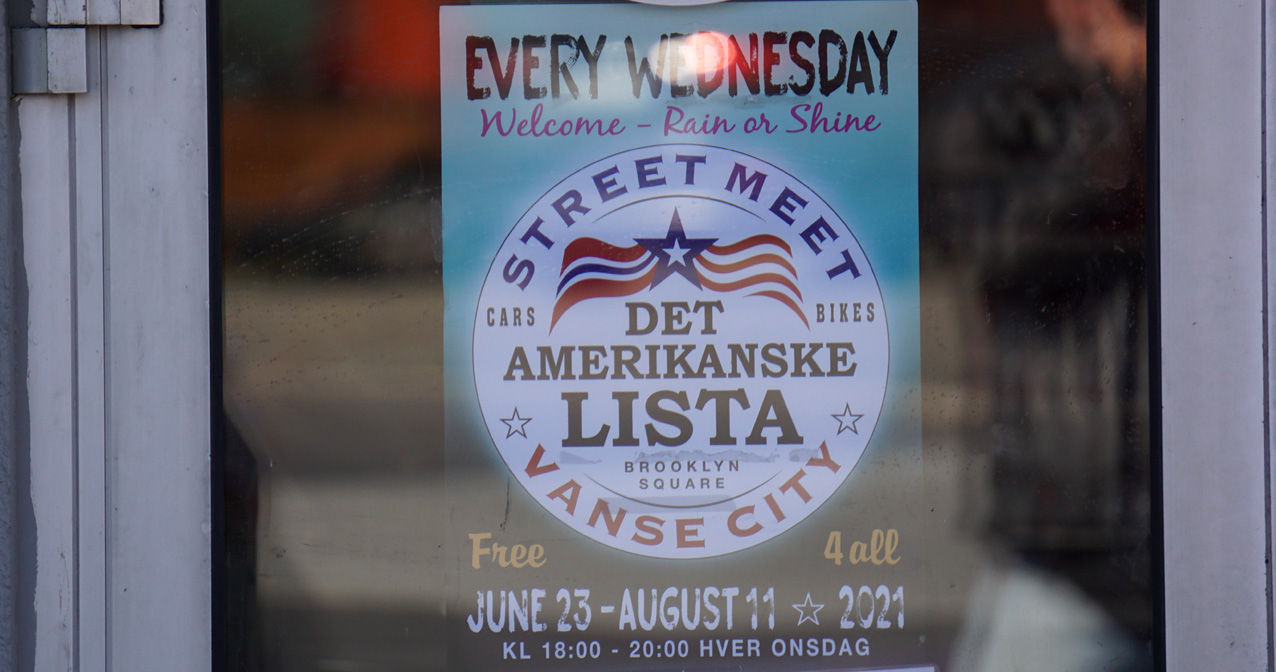 EVERY WEDNESDAY
Welcome - Rain or Shine
STREET MEET
CARS
BIKES
DET
AMERIKANSKE
LISTA
BROOKLYN
SQUARE
VANSE CITY
Free
4 all
JUNE 23 - AUGUST 11 ☆ 2021
KL 18:00 - 20:00 HVER ONSDAG